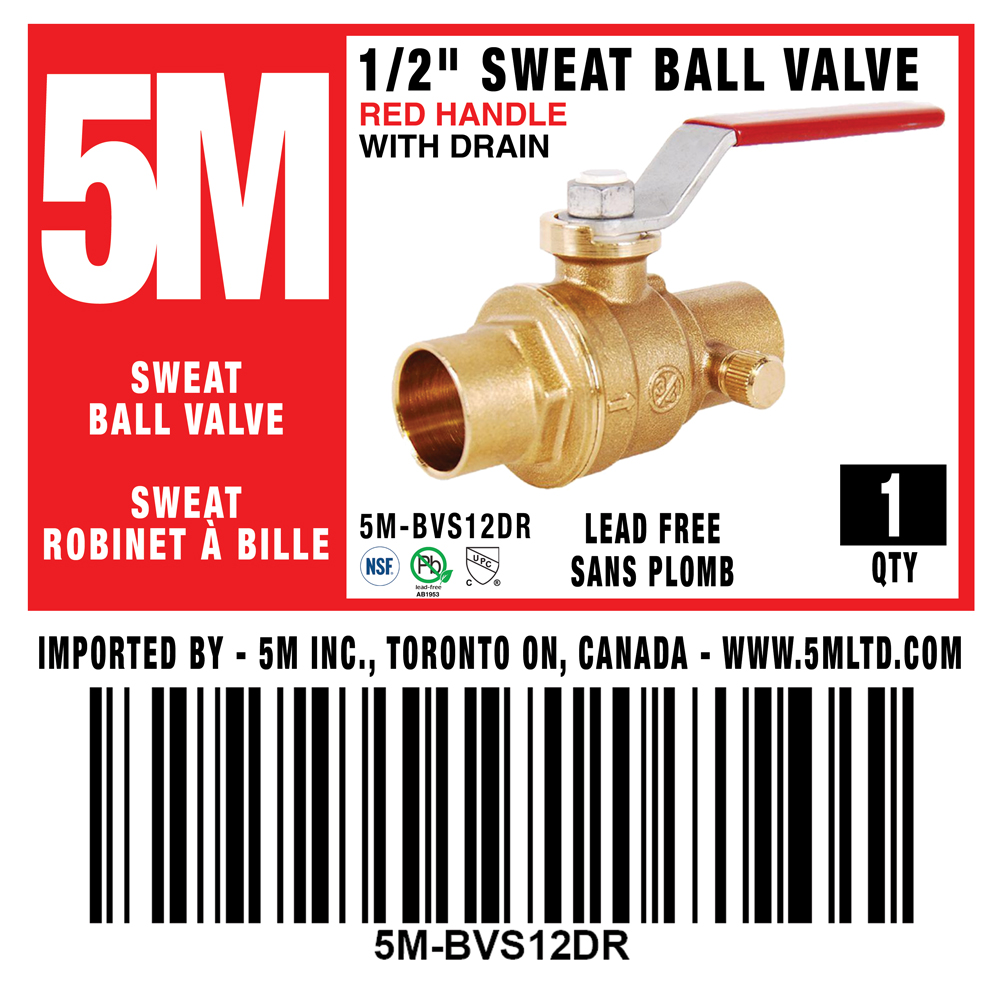 5M
SWEAT
BALL VALVE
SWEAT
ROBINET À BILLE
1/2" SWEAT BALL VALVE
RED HANDLE
WITH DRAIN
1
5M-BVS12DR
NSF.
Pb
lead-free
AB1953
UPC
C ®
LEAD FREE
SANS PLOMB
1
QTY
IMPORTED BY - 5M INC., TORONTO ON, CANADA - WWW.5MLTD.COM
5M-BVS12DR